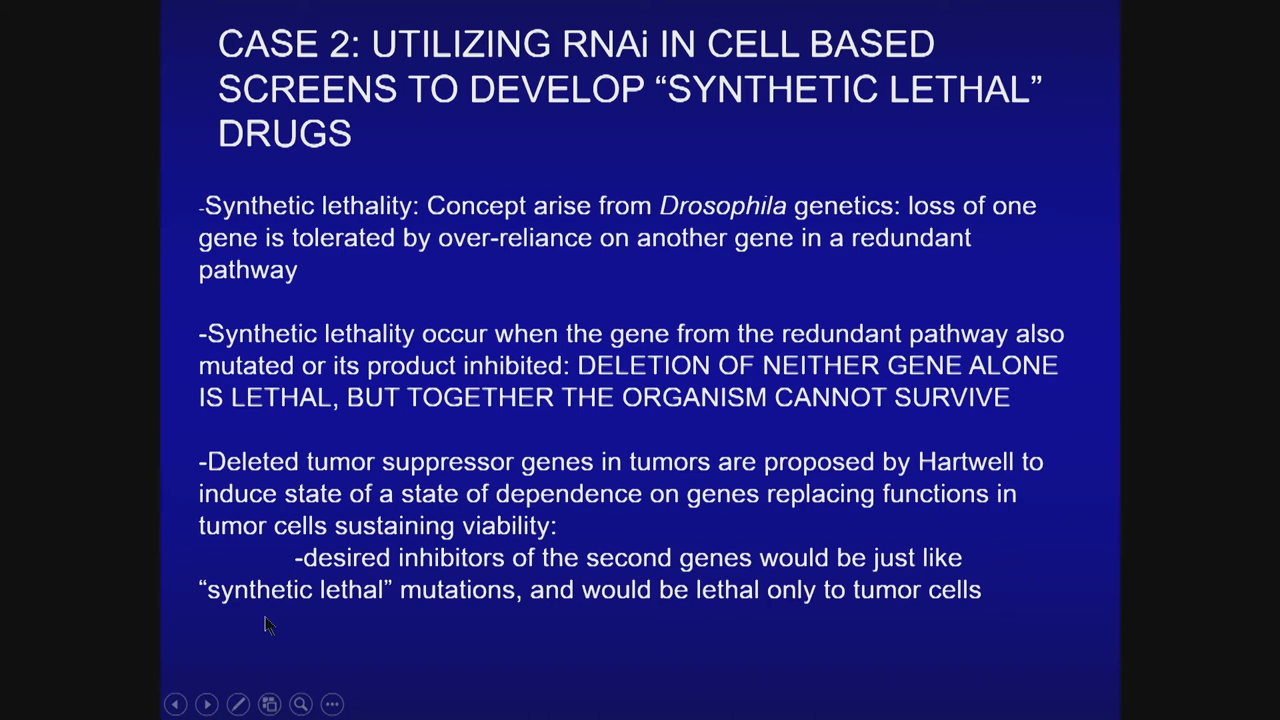 CASE 2: UTILIZING RNAi IN CELL BASED
SCREENS TO DEVELOP “SYNTHETIC LETHAL”
DRUGS
-Synthetic lethality: Concept arise from Drosophila genetics: loss of one
gene is tolerated by over-reliance on another gene in a redundant
pathway
-Synthetic lethality occur when the gene from the redundant pathway also
mutated or its product inhibited: DELETION OF NEITHER GENE ALONE
IS LETHAL, BUT TOGETHER THE ORGANISM CANNOT SURVIVE
-Deleted tumor suppressor genes in tumors are proposed by Hartwell to
induce state of a state of dependence on genes replacing functions in
tumor cells sustaining viability:
-desired inhibitors of the second genes would be just like
“synthetic lethal” mutations, and would be lethal only to tumor cells